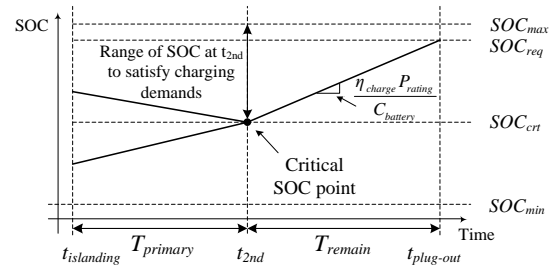 SOC
SOC_max
SOC_req
Range of SOC at t_2nd
to satisfy charging
demands
η_charge P_rating
C_battery
SOC_crt
Critical
SOC point
SOC_min
Time
T_primary
T_remain
t_islanding
t_2nd
t_plug-out